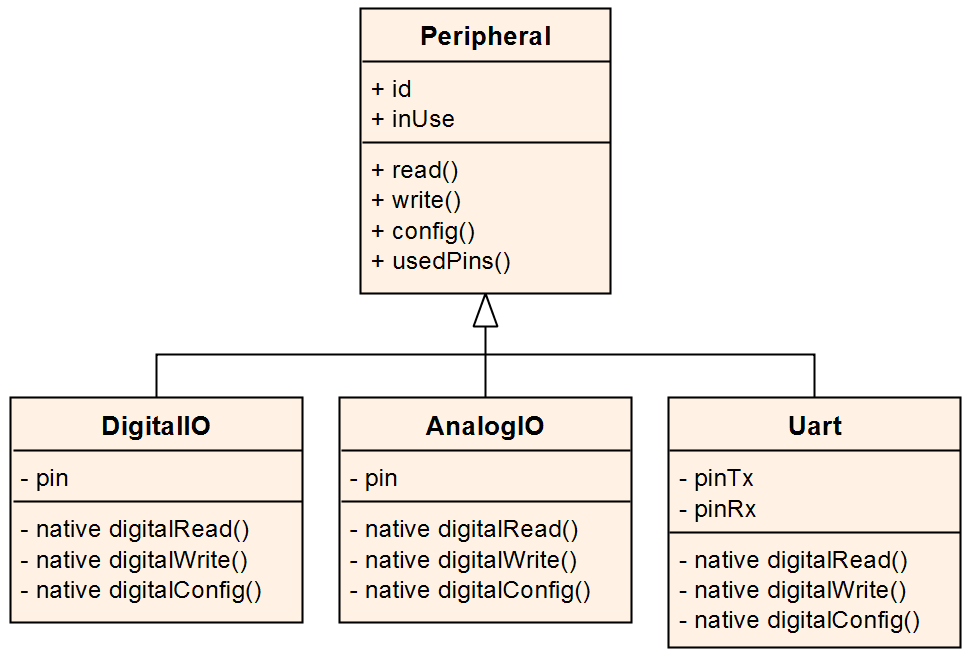 Peripheral
+ id
+ inUse
+ read()
+ write()
+ config()
+ usedPins()
DigitalIO
- pin
- native digitalRead()
- native digitalWrite()
- native digitalConfig()
AnalogIO
- pin
- native digitalRead()
- native digitalWrite()
- native digitalConfig()
Uart
- pinTx
- pinRx
- native digitalRead()
- native digitalWrite()
- native digitalConfig()